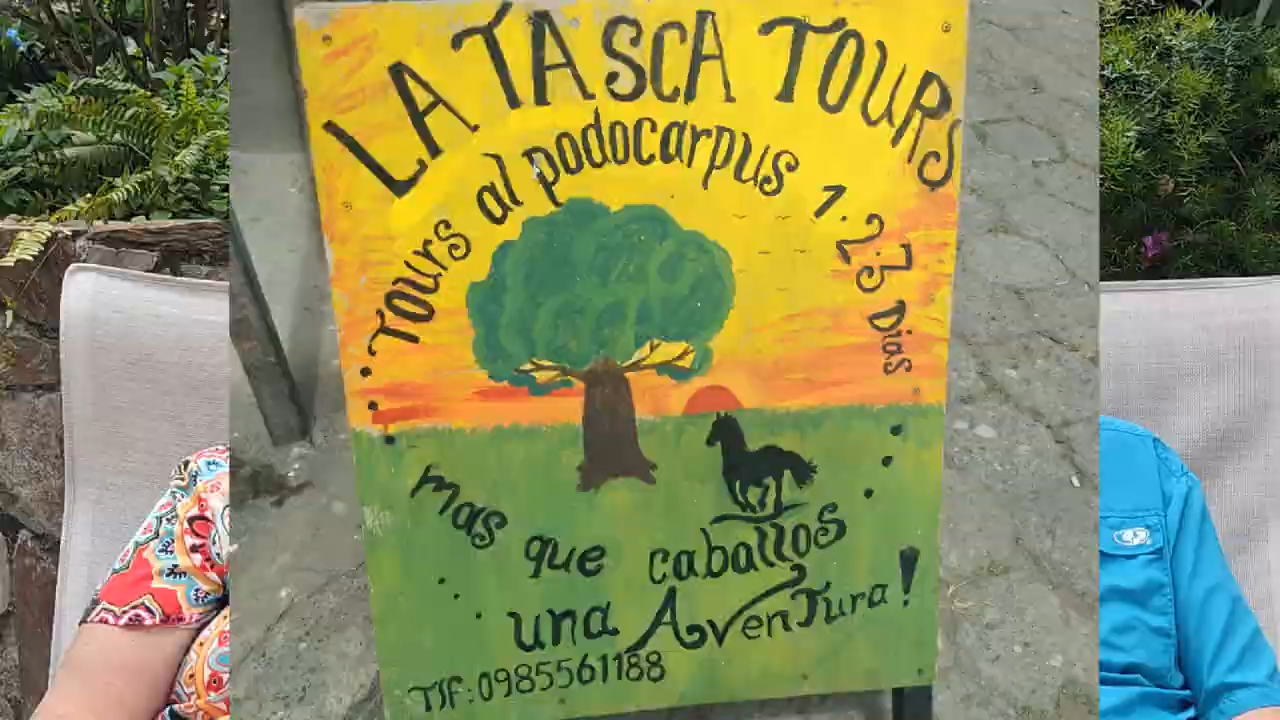 LA TASCA TOURS
Tours al podocarpus 1.2.3 Dias
mas que caballos
una Aventura!
Tlf: 0985561188